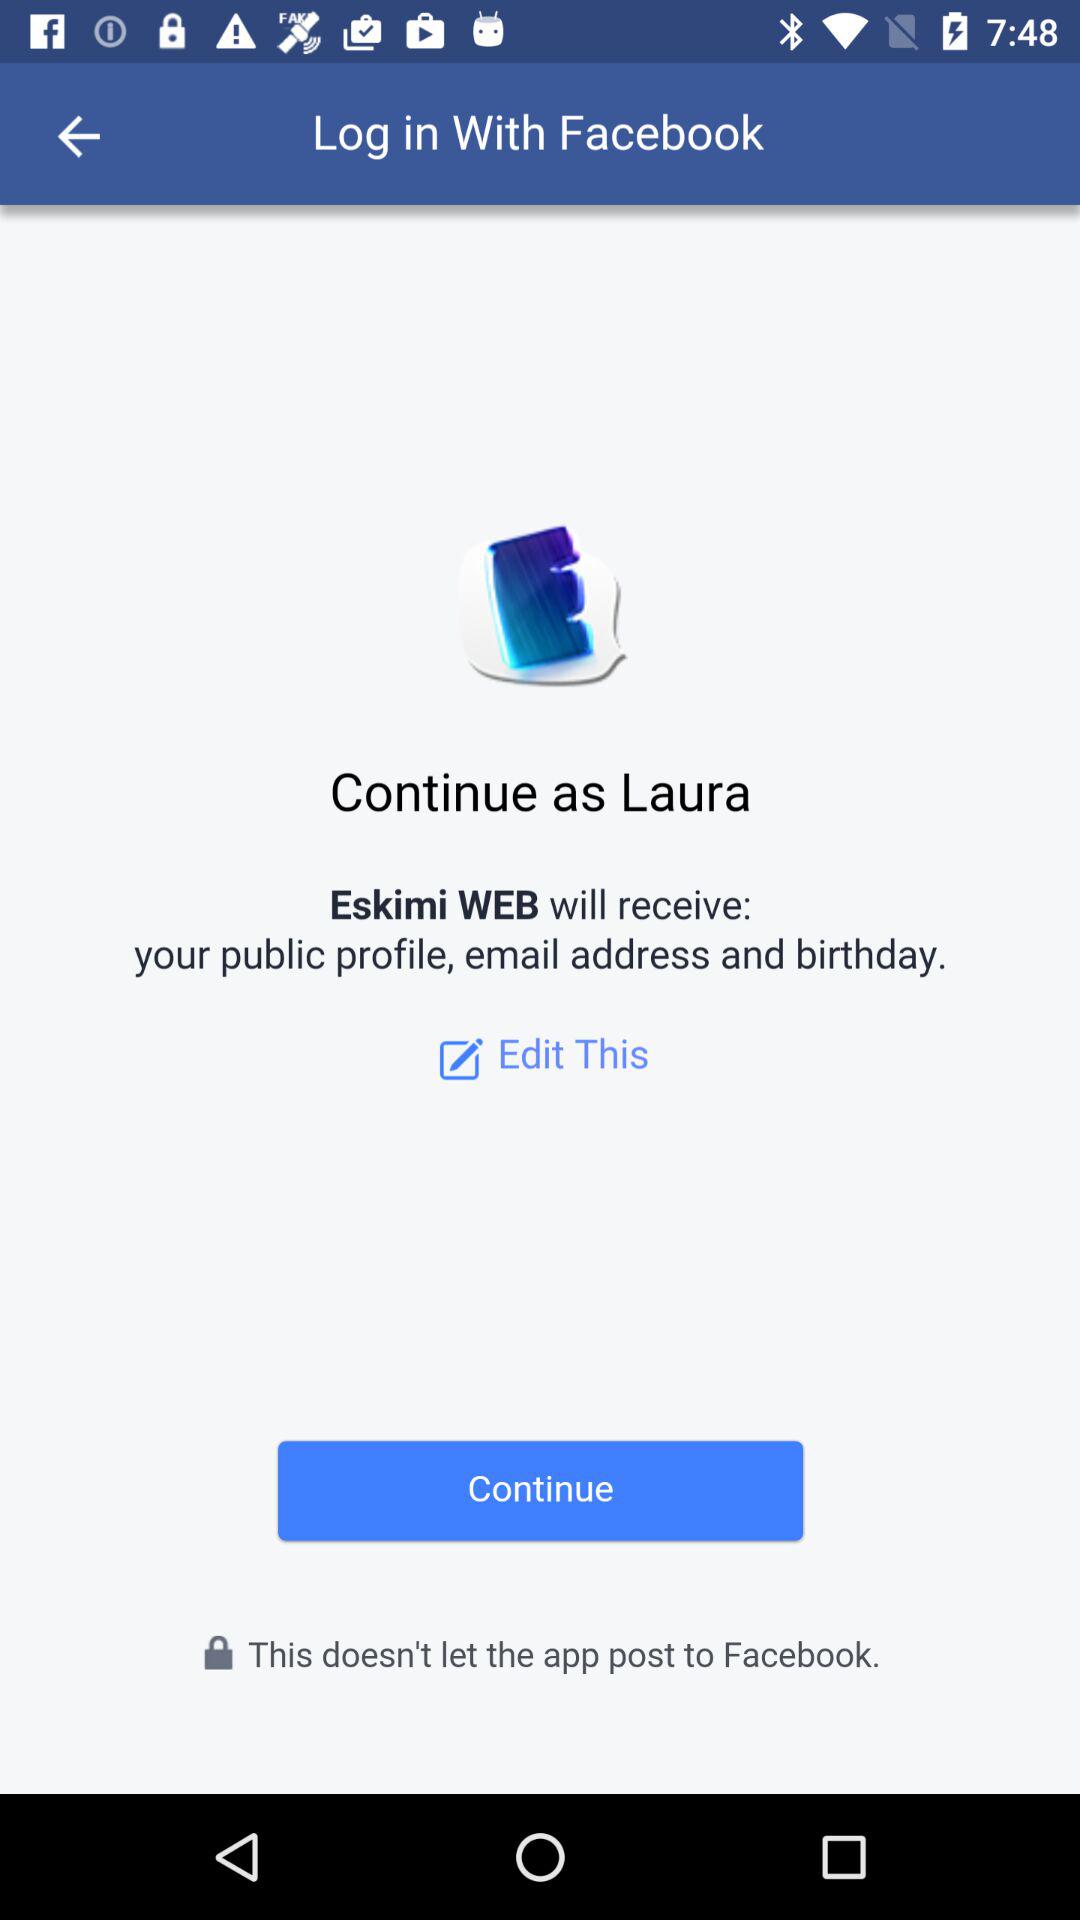 FAKE
7:48
Log in With Facebook
E
Continue as Laura
Eskimi WEB will receive:
your public profile, email address and birthday.
Edit This
Continue
This doesn't let the app post to Facebook.